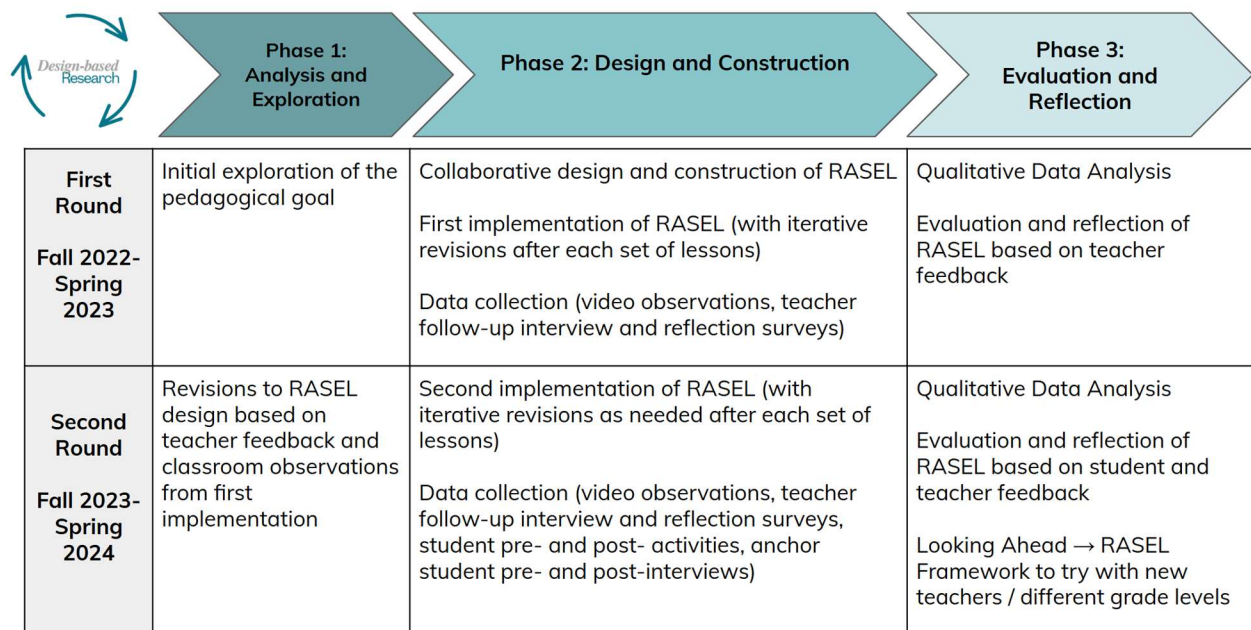 Design-based
Research
Phase 1:
Analysis and
Exploration
Phase 2: Design and Construction
Phase 3:
Evaluation and
Reflection
First
Round
Fall 2022-
Spring
2023
Initial exploration of the
pedagogical goal
Collaborative design and construction of RASEL
First implementation of RASEL (with iterative
revisions after each set of lessons)
Data collection (video observations, teacher
follow-up interview and reflection surveys)
Qualitative Data Analysis
Evaluation and reflection of
RASEL based on teacher
feedback
Second
Round
Fall 2023-
Spring
2024
Revisions to RASEL
design based on
teacher feedback and
classroom observations
from first
implementation
Second implementation of RASEL (with
iterative revisions as needed after each set of
lessons)
Data collection (video observations, teacher
follow-up interview and reflection surveys,
student pre- and post- activities, anchor
student pre- and post-interviews)
Qualitative Data Analysis
Evaluation and reflection of
RASEL based on student and
teacher feedback
Looking Ahead → RASEL
Framework to try with new
teachers / different grade levels